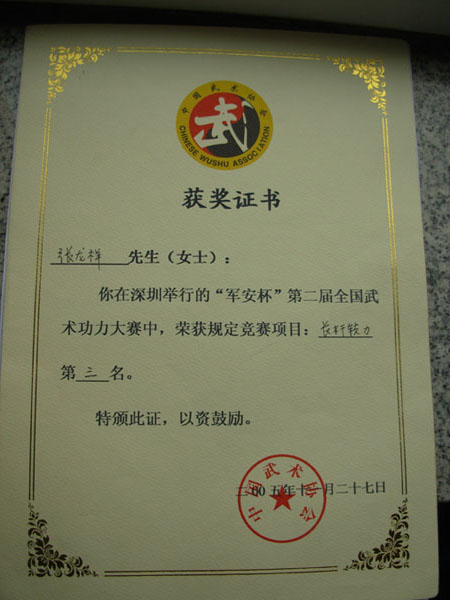 中国武术协会
武
CHINESE WUSHU ASSOCIATION
获奖证书
张龙祥 先生（女士）：
你在深圳举行的“军安杯”第二届全国武
术功力大赛中，荣获规定竞赛项目：长杆较力
第 三 名。
特颁此证，以资鼓励。
二00五年十一月二十七日
中国武术协会